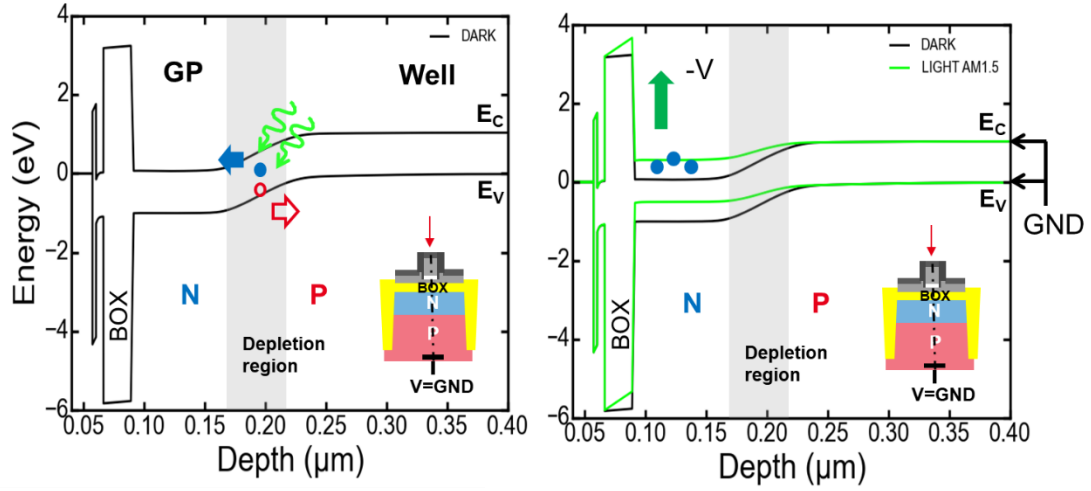 4
2
0
−2
−4
−6
Energy (eV)
0.05 0.10 0.15 0.20 0.25 0.30 0.35 0.40
Depth (µm)
DARK
GP
Well
E_C
E_V
BOX
N
P
Depletion
region
BOX
N
P
V=GND
4
2
0
−2
−4
−6
0.05 0.10 0.15 0.20 0.25 0.30 0.35 0.40
Depth (µm)
DARK
LIGHT AM1.5
-V
E_C
E_V
GND
BOX
N
P
Depletion
region
BOX
N
P
V=GND